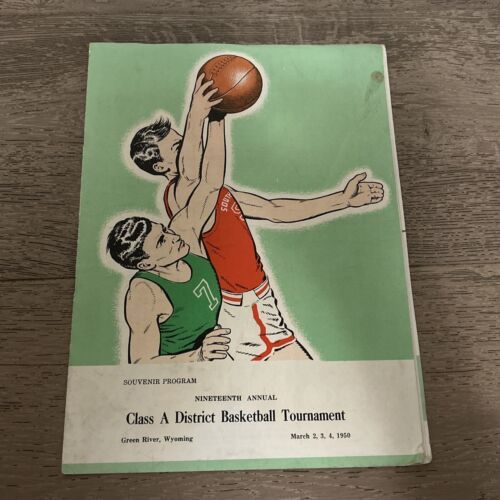 7
SOUVENIR PROGRAM
NINETEENTH ANNUAL
Class A District Basketball Tournament
Green River, Wyoming March 2, 3, 4, 1950